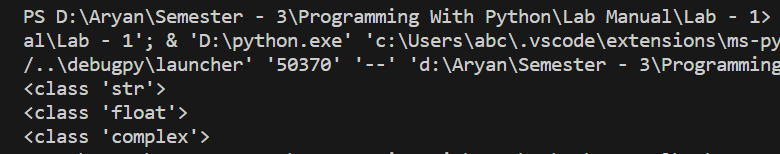 PS D:\Aryan\Semester - 3\Programming With Python\Lab Manual\Lab - 1>
al\Lab - 1'; & 'D:\python.exe' 'c:\Users\abc\.vscode\extensions\ms-py
/..\debugpy\launcher' '50370' '--' 'd:\Aryan\Semester - 3\Programming
<class 'str'>
<class 'float'>
<class 'complex'>